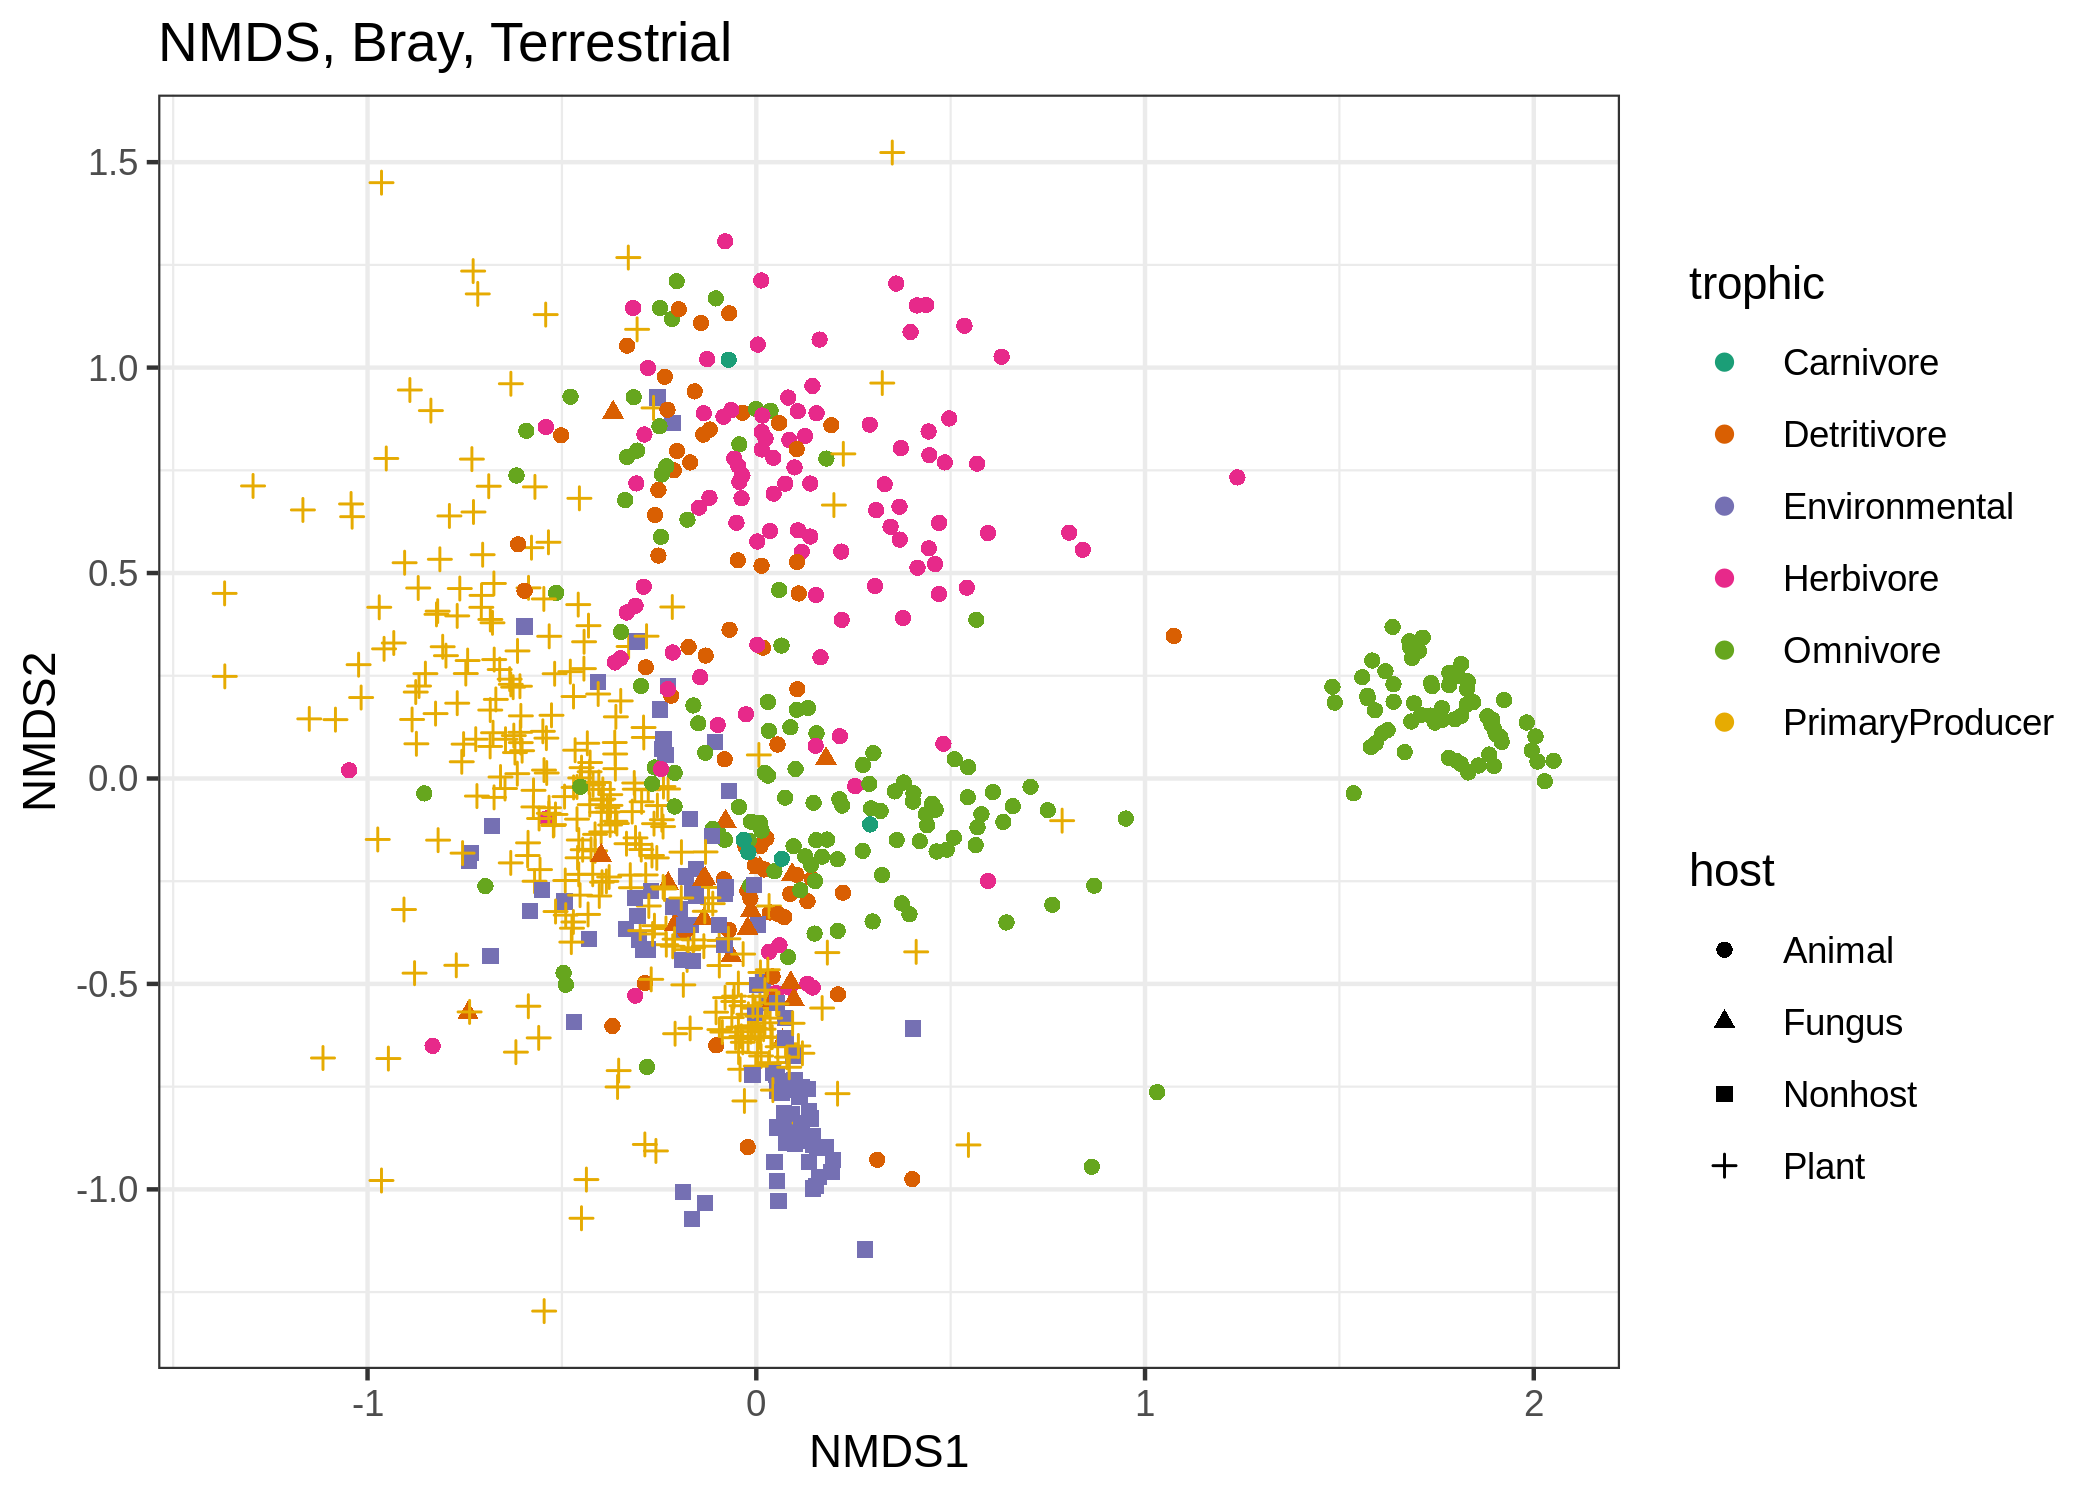 NMDS, Bray, Terrestrial
1.5
1.0
0.5
0.0
-0.5
-1.0
NMDS2
-1
0
1
2
NMDS1
trophic
Carnivore
Detritivore
Environmental
Herbivore
Omnivore
PrimaryProducer
host
Animal
Fungus
Nonhost
Plant